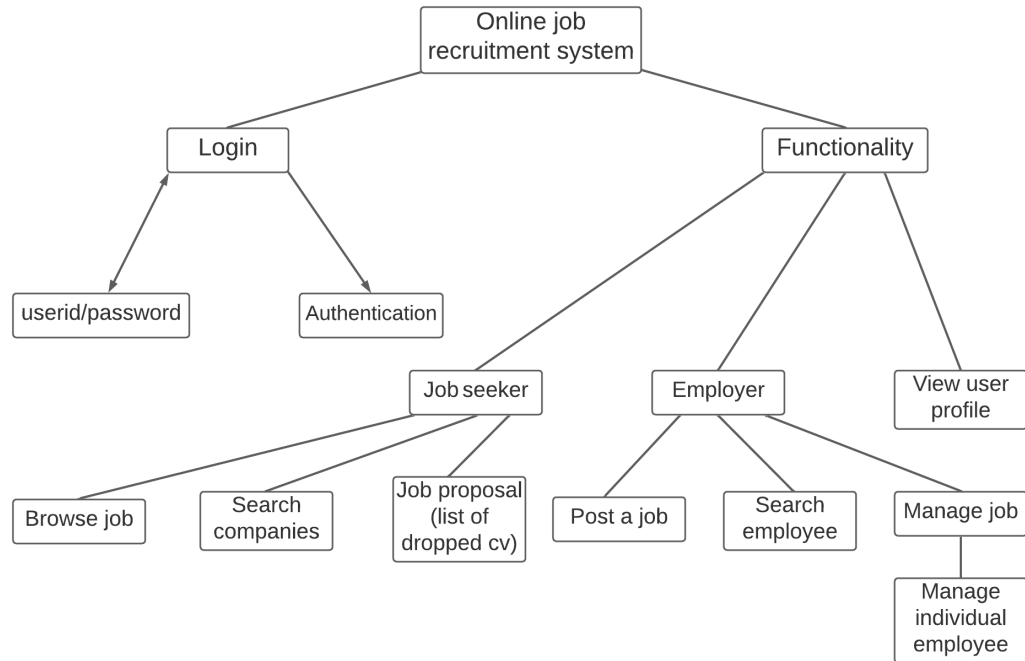 Online job
recruitment system
Login
Functionality
userid/password
Authentication
Job seeker
Employer
View user
profile
Browse job
Search
companies
Job proposal
(list of
dropped cv)
Post a job
Search
employee
Manage job
Manage
individual
employee